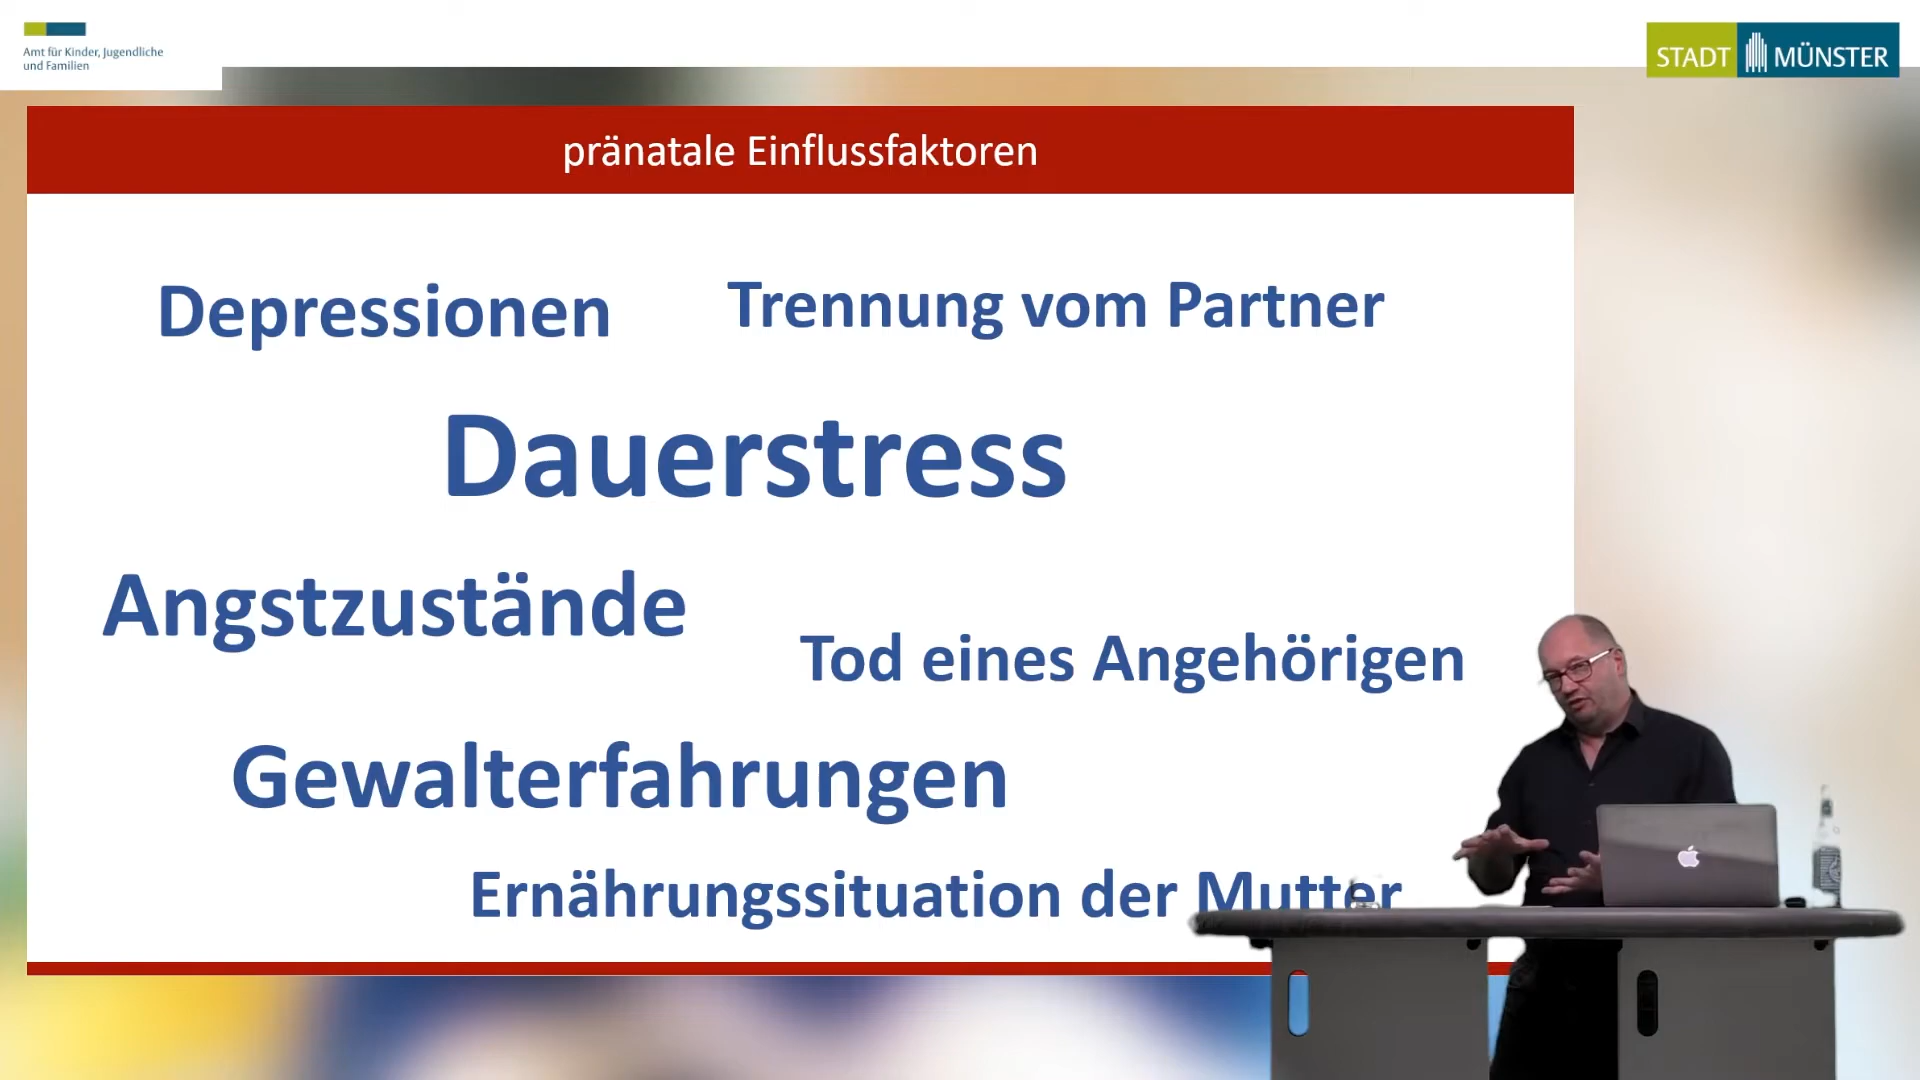 Amt für Kinder, Jugendliche
und Familien
STADT MÜNSTER
pränatale Einflussfaktoren
Depressionen
Trennung vom Partner
Dauerstress
Angstzustände
Tod eines Angehörigen
Gewalterfahrungen
Ernährungssituation der Mutter